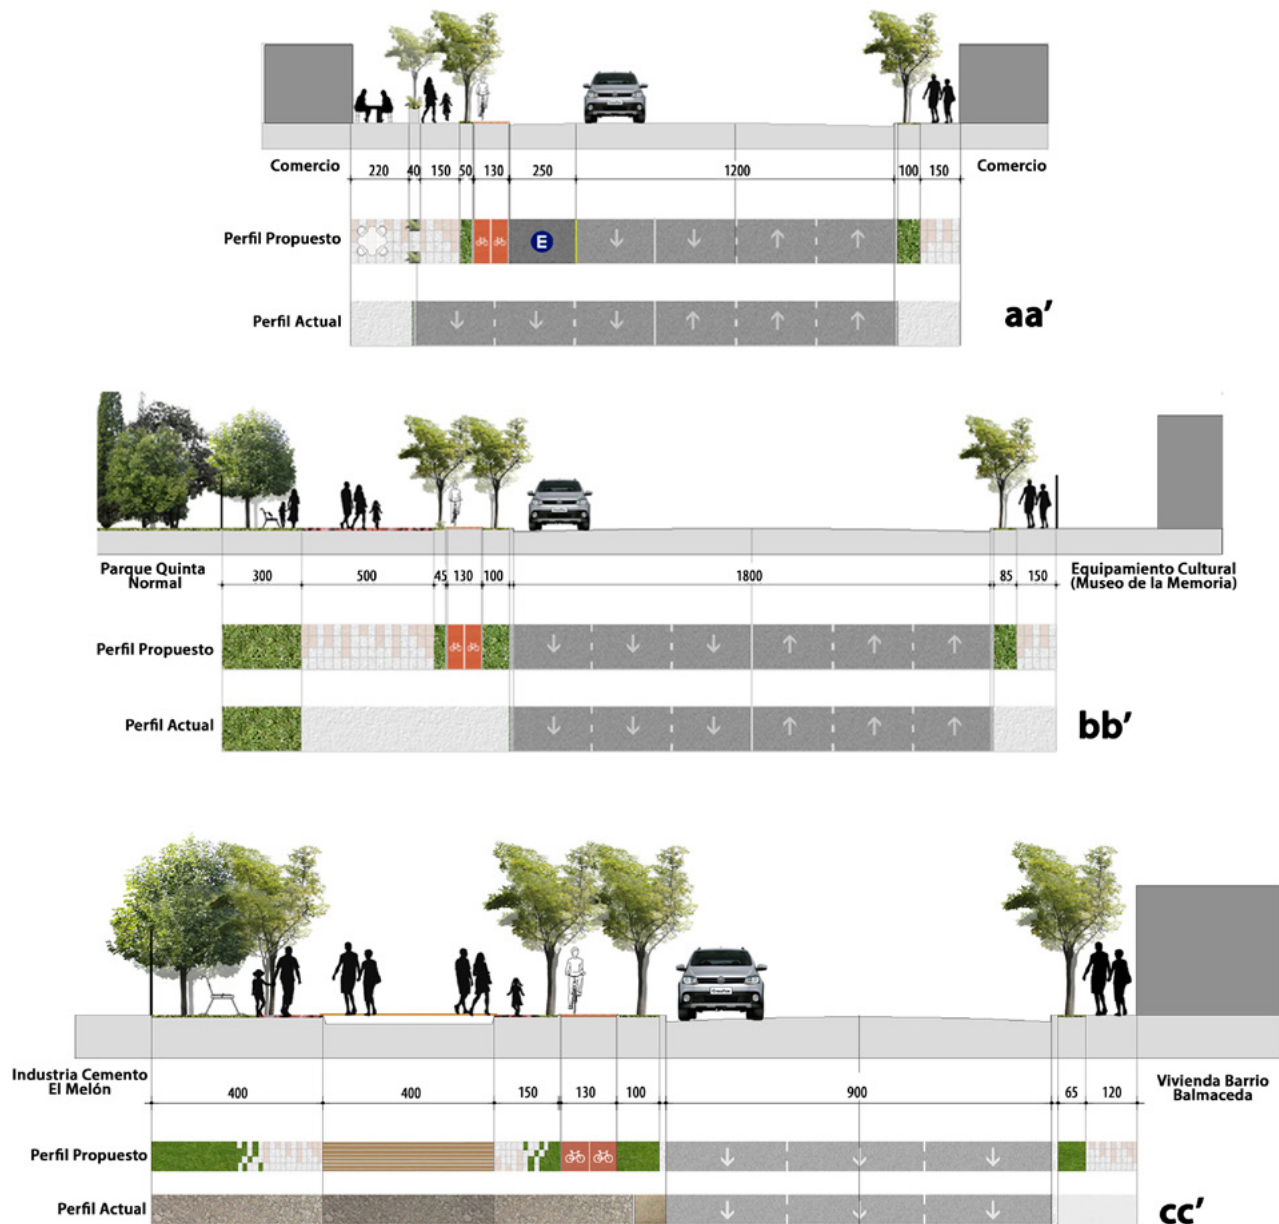 Comercio
220 40 150 50 130 250 1200 100 150
Comercio
Perfil Propuesto
E
Perfil Actual
aa'
Parque Quinta
Normal
300 500 45 130 100 1800 85 150
Equipamiento Cultural
(Museo de la Memoria)
Perfil Propuesto
Perfil Actual
bb'
Industria Cemento
El Melón
400 400 150 130 100 900 65 120
Vivienda Barrio
Balmaceda
Perfil Propuesto
Perfil Actual
cc'